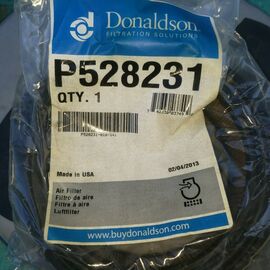 Donaldson
FILTRATION SOLUTIONS
P528231
QTY. 1
Made in USA
02/04/2013
Air Filter
Filtro de aire
Filtre à aire
Luftfilter
www.buydonaldson.com